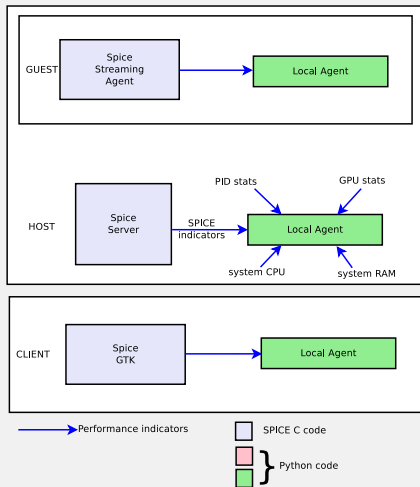 GUEST
Spice
Streaming
Agent
Local Agent
PID stats
GPU stats
HOST
Spice
Server
SPICE
indicators
Local Agent
system CPU
system RAM
CLIENT
Spice
GTK
Local Agent
Performance indicators
SPICE C code
Python code